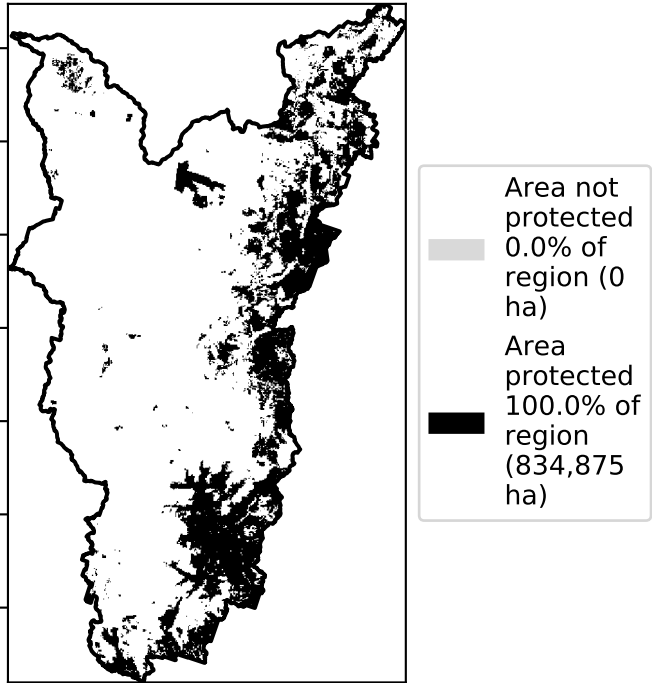 Area not
protected
0.0% of
region (0
ha)
Area
protected
100.0% of
region
(834,875
ha)